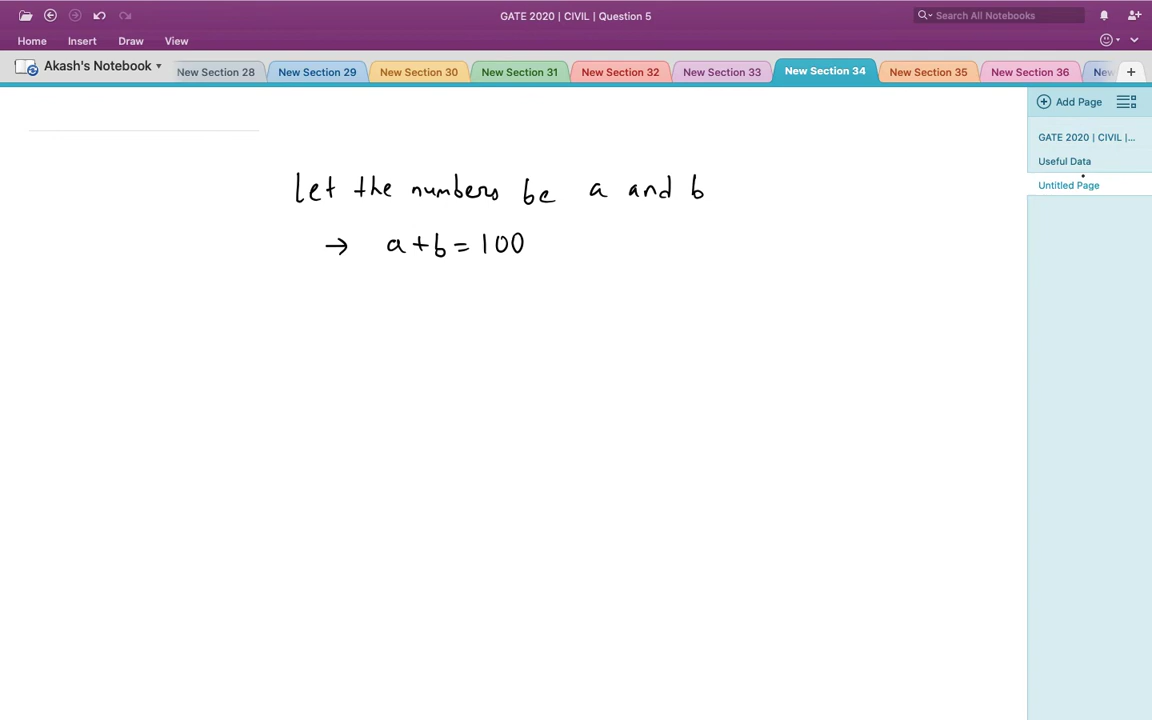 GATE 2020 | CIVIL | Question 5
Search All Notebooks
Home Insert Draw View
Akash's Notebook
New Section 28 New Section 29 New Section 30 New Section 31 New Section 32 New Section 33 New Section 34 New Section 35 New Section 36 New +
Add Page
GATE 2020 | CIVIL |...
Useful Data
Untitled Page
Let the numbers be a and b
→ a+b=100